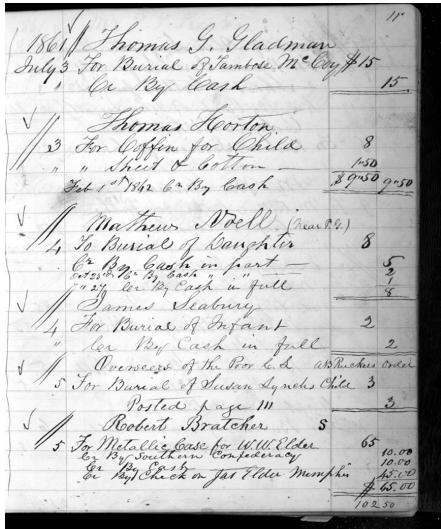 11
1861 Thomas G. Gladman
July 3 For Burial of Tambose McCoy $15
" Cr By Cash 15
Thomas Horton
3 For Coffin for Child 8
" " Sheet & Cotton 1.50
Feb 1st 1862 Cr By Cash $9.50 9.50
Mathews Noell (Near P.G.)
4 To Burial of Daughter 8
Cr By Cash in part 5
Oct 23 Cr By Cash " " 2
" 27 Cr By Cash in full 1
8
James Seabury
4 For Burial of Infant 2
" Cr By Cash in full 2
Overseers of the Poor C.L. AB Ruckers Order
5 For Burial of Susan Lynchs Child 3
Posted page 111 3
Robert Bratcher S
5 For Metallic Case for W.W. Elder 65
Cr By Southern Confederacy 10.00
Cr By Cash 10.00
Cr By Check on Jas Elder Memphis 45.00
$65.00
102 50